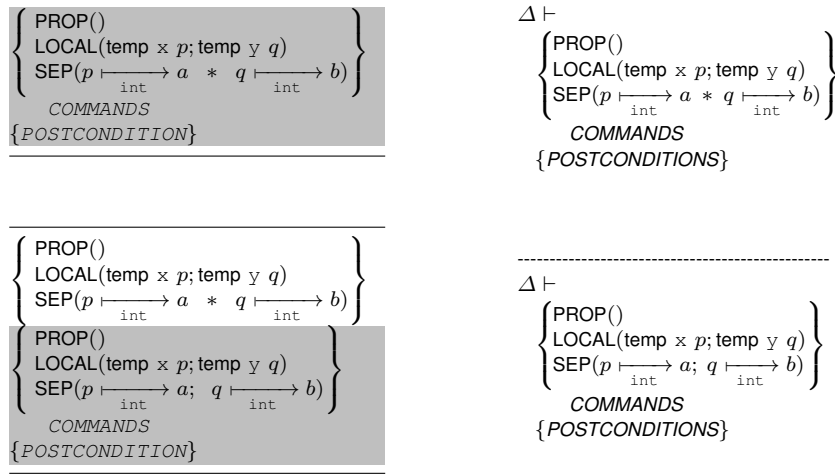 PROP()
LOCAL(temp x p; temp y q)
SEP(p ⟼ a * q ⟼ b)
int int
COMMANDS
{POSTCONDITION}
PROP()
LOCAL(temp x p; temp y q)
SEP(p ⟼ a * q ⟼ b)
int int
PROP()
LOCAL(temp x p; temp y q)
SEP(p ⟼ a; q ⟼ b)
int int
COMMANDS
{POSTCONDITION}
Δ ⊢
PROP()
LOCAL(temp x p; temp y q)
SEP(p ⟼ a * q ⟼ b)
int int
COMMANDS
{POSTCONDITIONS}
Δ ⊢
PROP()
LOCAL(temp x p; temp y q)
SEP(p ⟼ a; q ⟼ b)
int int
COMMANDS
{POSTCONDITIONS}